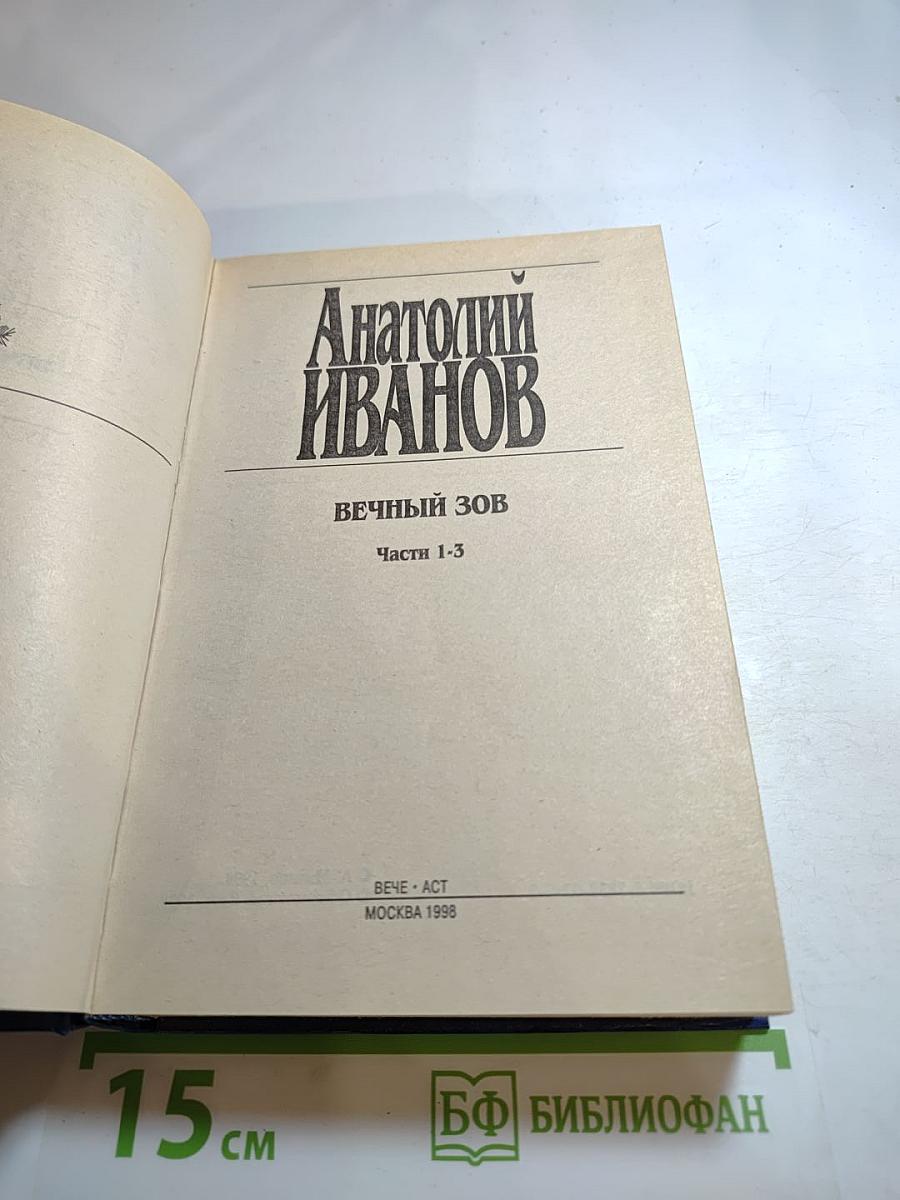 Анатолий
ИВАНОВ
ВЕЧНЫЙ ЗОВ
Части 1-3
ВЕЧЕ • АСТ
МОСКВА 1998
15 см
БФ БИБЛИОФАН